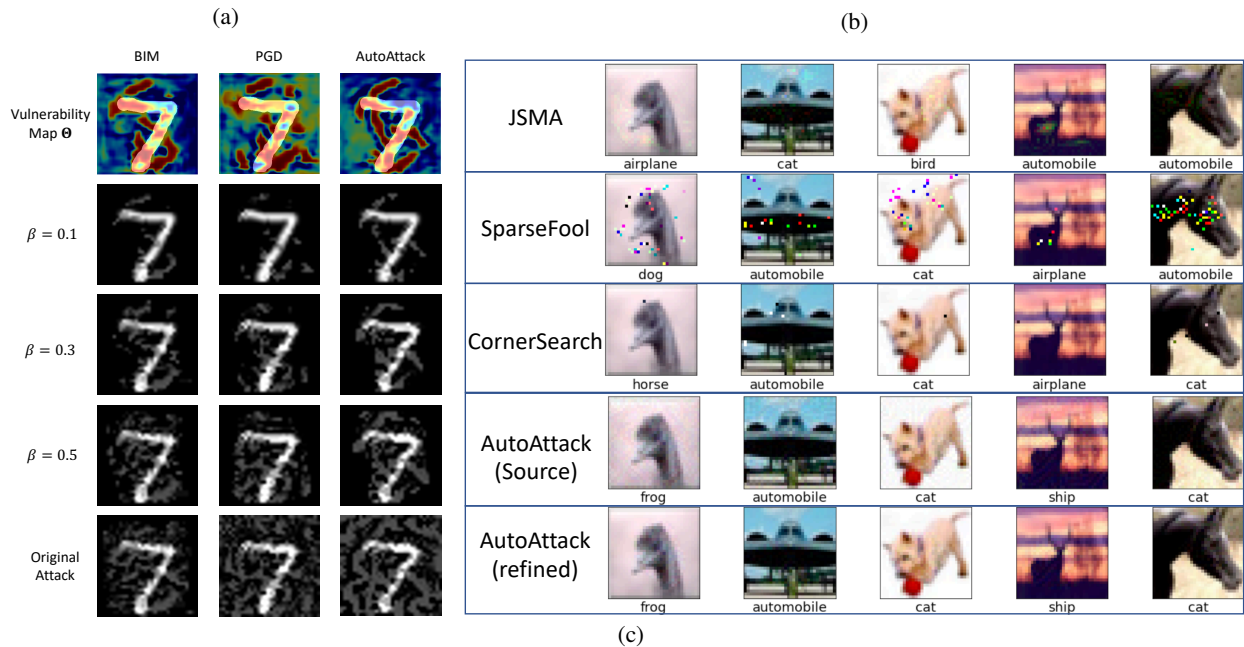 (a)
(b)
BIM PGD AutoAttack
Vulnerability
Map Θ
β = 0.1
β = 0.3
β = 0.5
Original
Attack
JSMA
airplane cat bird automobile automobile
SparseFool
dog automobile cat airplane automobile
CornerSearch
horse automobile cat airplane cat
AutoAttack
(Source)
frog automobile cat ship cat
AutoAttack
(refined)
frog automobile cat ship cat
(c)